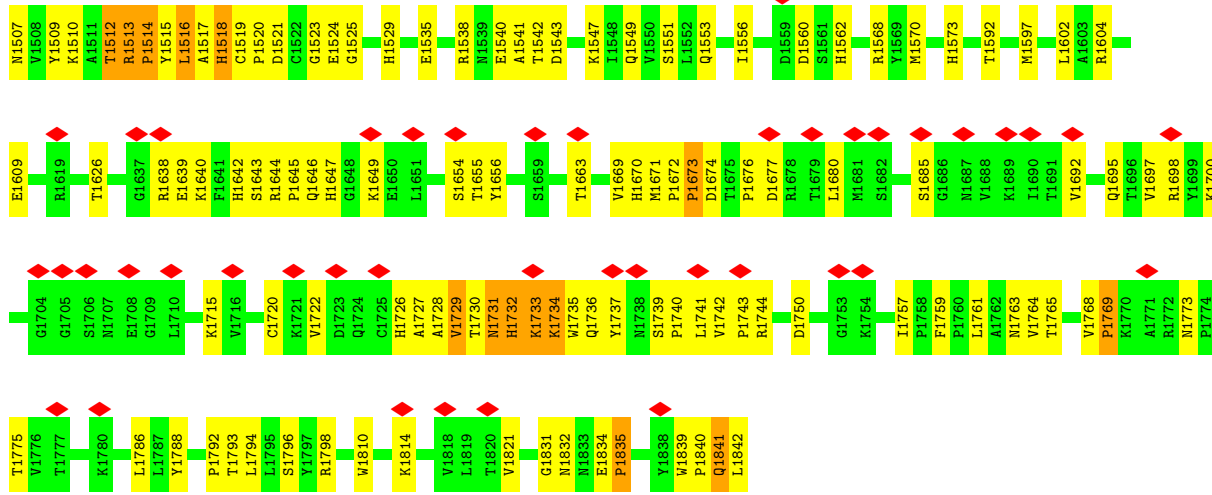 N1507 V1508 Y1509 K1510 A1511 T1512 R1513 P1514 Y1515 L1516 A1517 H1518 C1519 P1520 D1521 C1522 G1523 E1524 G1525 H1529 E1535 R1538 N1539 E1540 A1541 T1542 D1543 K1547 I1548 Q1549 V1550 S1551 L1552 Q1553 I1556 D1559 D1560 S1561 H1562 R1568 Y1569 M1570 H1573 T1592 M1597 L1602 A1603 R1604
E1609 R1619 T1626 G1637 R1638 E1639 K1640 F1641 H1642 S1643 R1644 P1645 Q1646 H1647 G1648 K1649 E1650 L1651 S1654 T1655 Y1656 S1659 T1663 V1669 H1670 M1671 P1672 P1673 D1674 T1675 P1676 D1677 R1678 T1679 L1680 M1681 S1682 S1685 G1686 N1687 V1688 K1689 I1690 T1691 V1692 Q1695 T1696 V1697 R1698 Y1699 K1700
G1704 G1705 S1706 N1707 E1708 G1709 L1710 K1715 V1716 C1720 K1721 V1722 D1723 Q1724 C1725 H1726 A1727 A1728 V1729 T1730 N1731 H1732 K1733 K1734 W1735 Q1736 Y1737 N1738 S1739 P1740 L1741 V1742 P1743 R1744 D1750 G1753 K1754 I1757 P1758 F1759 P1760 L1761 A1762 N1763 V1764 T1765 V1768 P1769 K1770 A1771 R1772 N1773 P1774
T1775 V1776 T1777 K1780 L1786 L1787 Y1788 P1792 T1793 L1794 L1795 S1796 Y1797 R1798 W1810 K1814 V1818 L1819 T1820 V1821 G1831 N1832 N1833 E1834 P1835 Y1838 W1839 P1840 Q1841 L1842